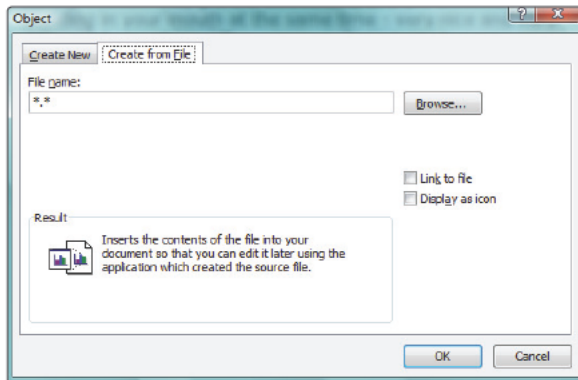 Object
Create New
Create from File
File name:
*.*
Browse...
Link to file
Display as icon
Result
Inserts the contents of the file into your
document so that you can edit it later using the
application which created the source file.
OK
Cancel